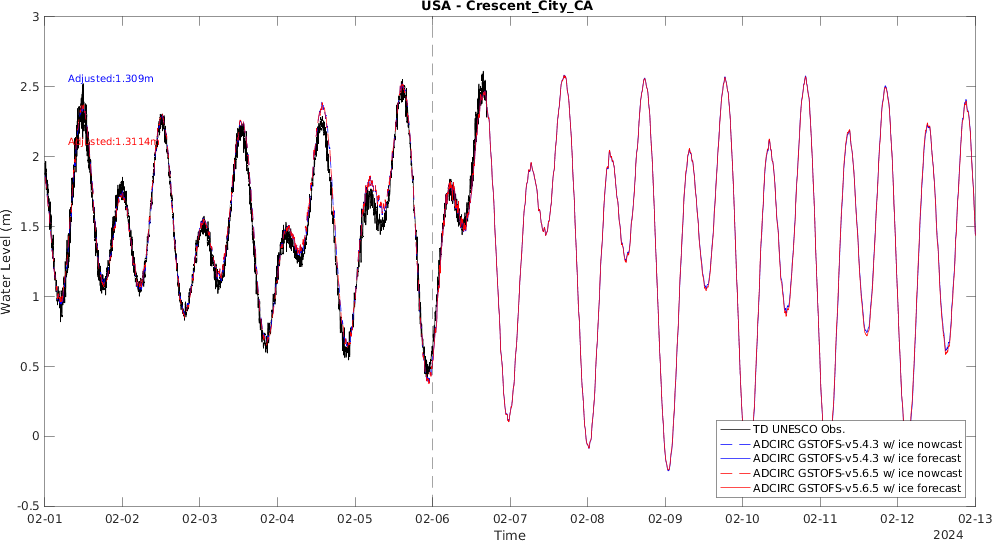 USA - Crescent_City_CA
3
2.5
2
1.5
1
0.5
0
-0.5
Water Level (m)
Adjusted:1.309m
Adjusted:1.3114m
TD UNESCO Obs.
ADCIRC GSTOFS-v5.4.3 w/ ice nowcast
ADCIRC GSTOFS-v5.4.3 w/ ice forecast
ADCIRC GSTOFS-v5.6.5 w/ ice nowcast
ADCIRC GSTOFS-v5.6.5 w/ ice forecast
02-01 02-02 02-03 02-04 02-05 02-06 02-07 02-08 02-09 02-10 02-11 02-12 02-13
Time
2024